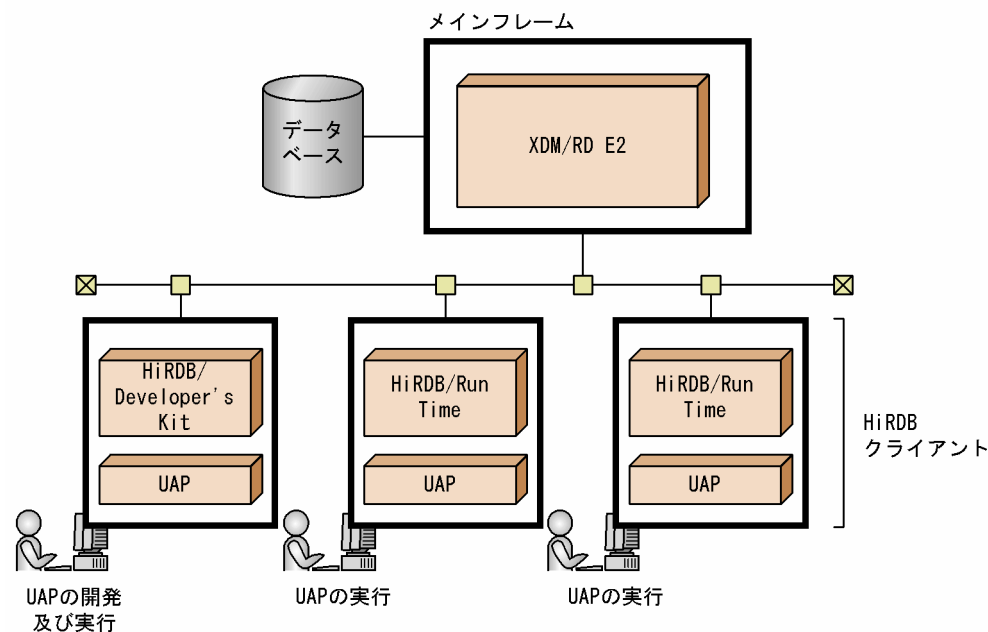 メインフレーム
データ
ベース
XDM/RD E2
HiRDB/
Developer's
Kit
UAP
HiRDB/Run
Time
UAP
HiRDB/Run
Time
UAP
HiRDB
クライアント
UAPの開発
及び実行
UAPの実行
UAPの実行